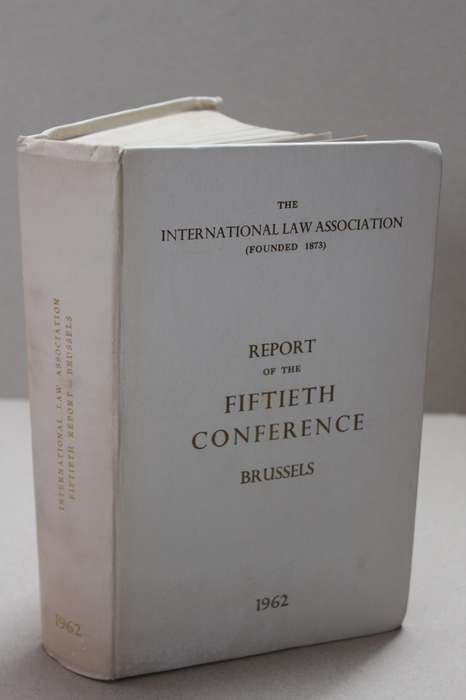 THE
INTERNATIONAL LAW ASSOCIATION
(FOUNDED 1873)
REPORT
OF THE
FIFTIETH
CONFERENCE
BRUSSELS
1962
INTERNATIONAL LAW ASSOCIATION
FIFTIETH REPORT — BRUSSELS
1962